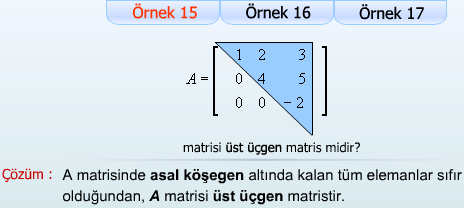 Örnek 15 Örnek 16 Örnek 17
1 2 3
A = 0 4 5
0 0 -2
matrisi üst üçgen matris midir?
Çözüm : A matrisinde asal köşegen altında kalan tüm elemanlar sıfır
olduğundan, A matrisi üst üçgen matristir.